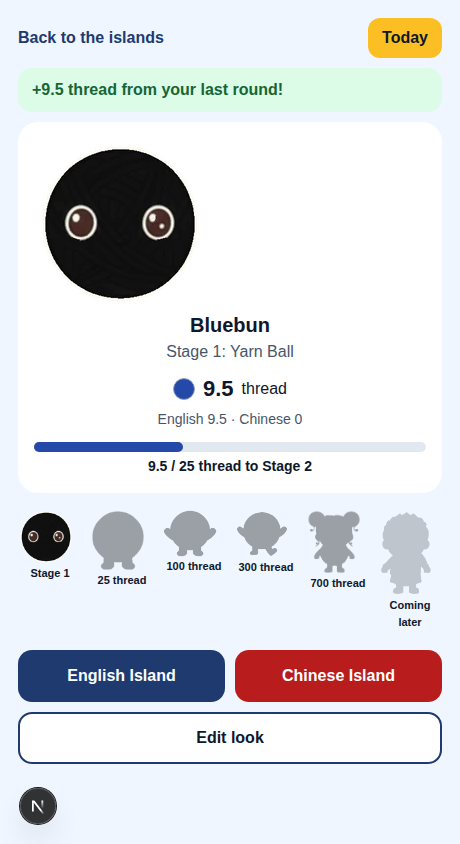 Back to the islands
Today
+9.5 thread from your last round!
Bluebun
Stage 1: Yarn Ball
9.5 thread
English 9.5 · Chinese 0
9.5 / 25 thread to Stage 2
Stage 1
25 thread
100 thread
300 thread
700 thread
Coming
later
English Island
Chinese Island
Edit look
N